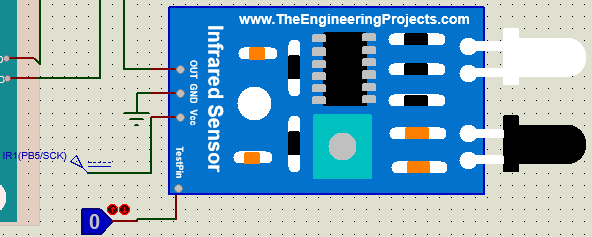 www.TheEngineeringProjects.com
Infrared Sensor
OUT GND Vcc
TestPin
IR1(PB5/SCK)
0